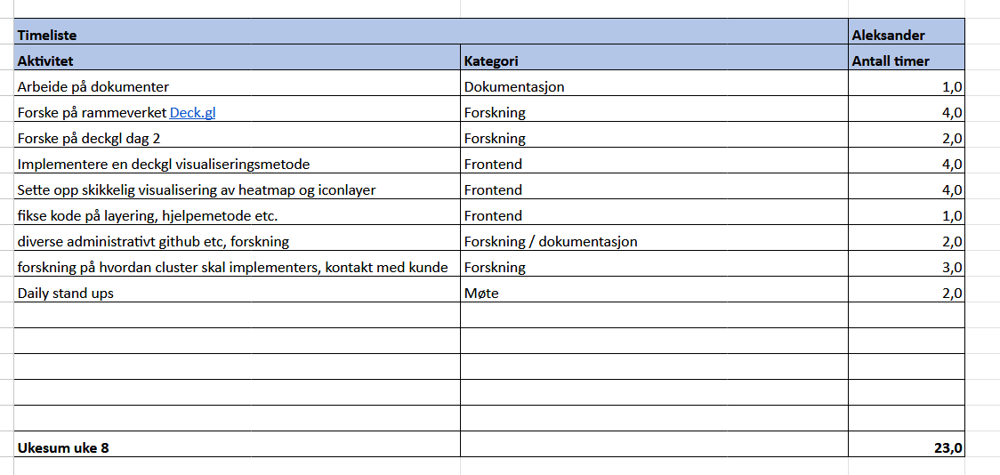 Timeliste Aleksander
Aktivitet Kategori Antall timer
Arbeide på dokumenter Dokumentasjon 1,0
Forske på rammeverket Deck.gl Forskning 4,0
Forske på deckgl dag 2 Forskning 2,0
Implementere en deckgl visualiseringsmetode Frontend 4,0
Sette opp skikkelig visualisering av heatmap og iconlayer Frontend 4,0
fikse kode på layering, hjelpemetode etc. Frontend 1,0
diverse administrativt github etc, forskning Forskning / dokumentasjon 2,0
forskning på hvordan cluster skal implementers, kontakt med kunde Forskning 3,0
Daily stand ups Møte 2,0
Ukesum uke 8 23,0